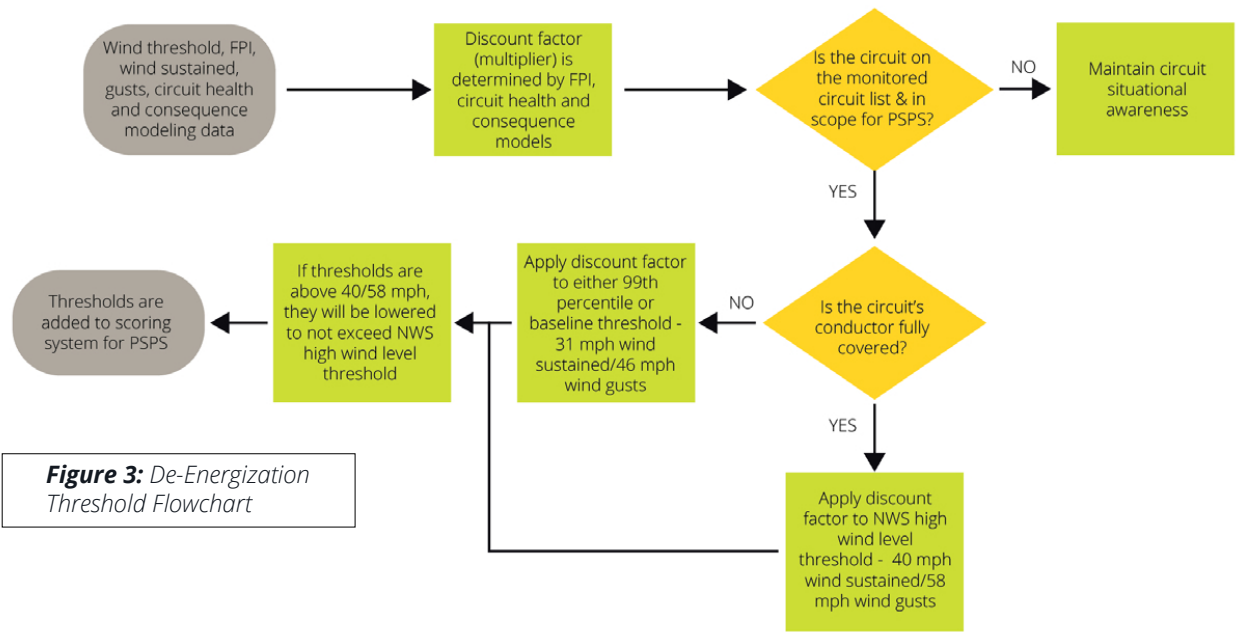 Wind threshold, FPI,
wind sustained,
gusts, circuit health
and consequence
modeling data
Discount factor
(multiplier) is
determined by FPI,
circuit health and
consequence
models
Is the circuit on
the monitored
circuit list & in
scope for PSPS?
NO
Maintain circuit
situational
awareness
YES
Is the circuit’s
conductor fully
covered?
NO
Apply discount factor
to either 99th
percentile or
baseline threshold -
31 mph wind
sustained/46 mph
wind gusts
If thresholds are
above 40/58 mph,
they will be lowered
to not exceed NWS
high wind level
threshold
Thresholds are
added to scoring
system for PSPS
YES
Apply discount
factor to NWS high
wind level
threshold - 40 mph
wind sustained/58
mph wind gusts
Figure 3: De-Energization
Threshold Flowchart